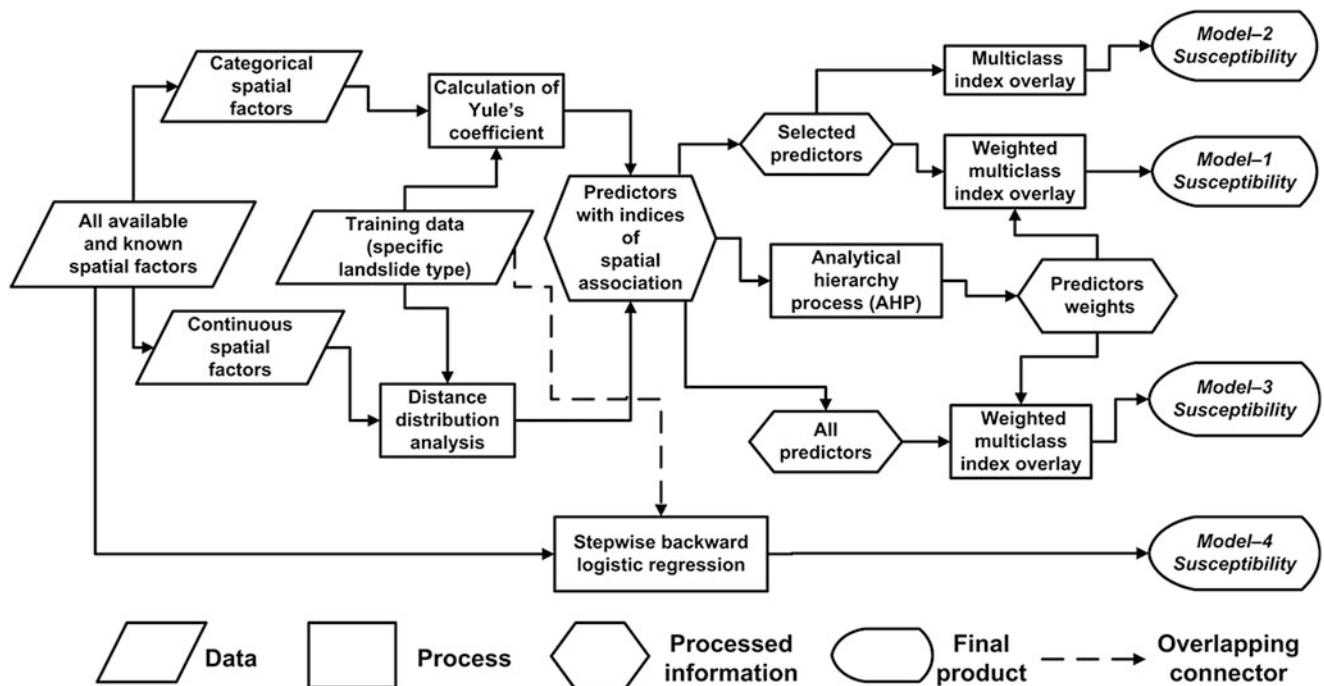 Categorical
spatial
factors
Calculation of
Yule's
coefficient
Multiclass
index overlay
Model–2
Susceptibility
Selected
predictors
Weighted
multiclass
index overlay
Model–1
Susceptibility
All available
and known
spatial factors
Training data
(specific
landslide type)
Predictors
with indices
of
spatial
association
Analytical
hierarchy
process (AHP)
Predictors
weights
Continuous
spatial
factors
Distance
distribution
analysis
All
predictors
Weighted
multiclass
index overlay
Model–3
Susceptibility
Stepwise backward
logistic regression
Model–4
Susceptibility
Data
Process
Processed
information
Final
product
Overlapping
connector